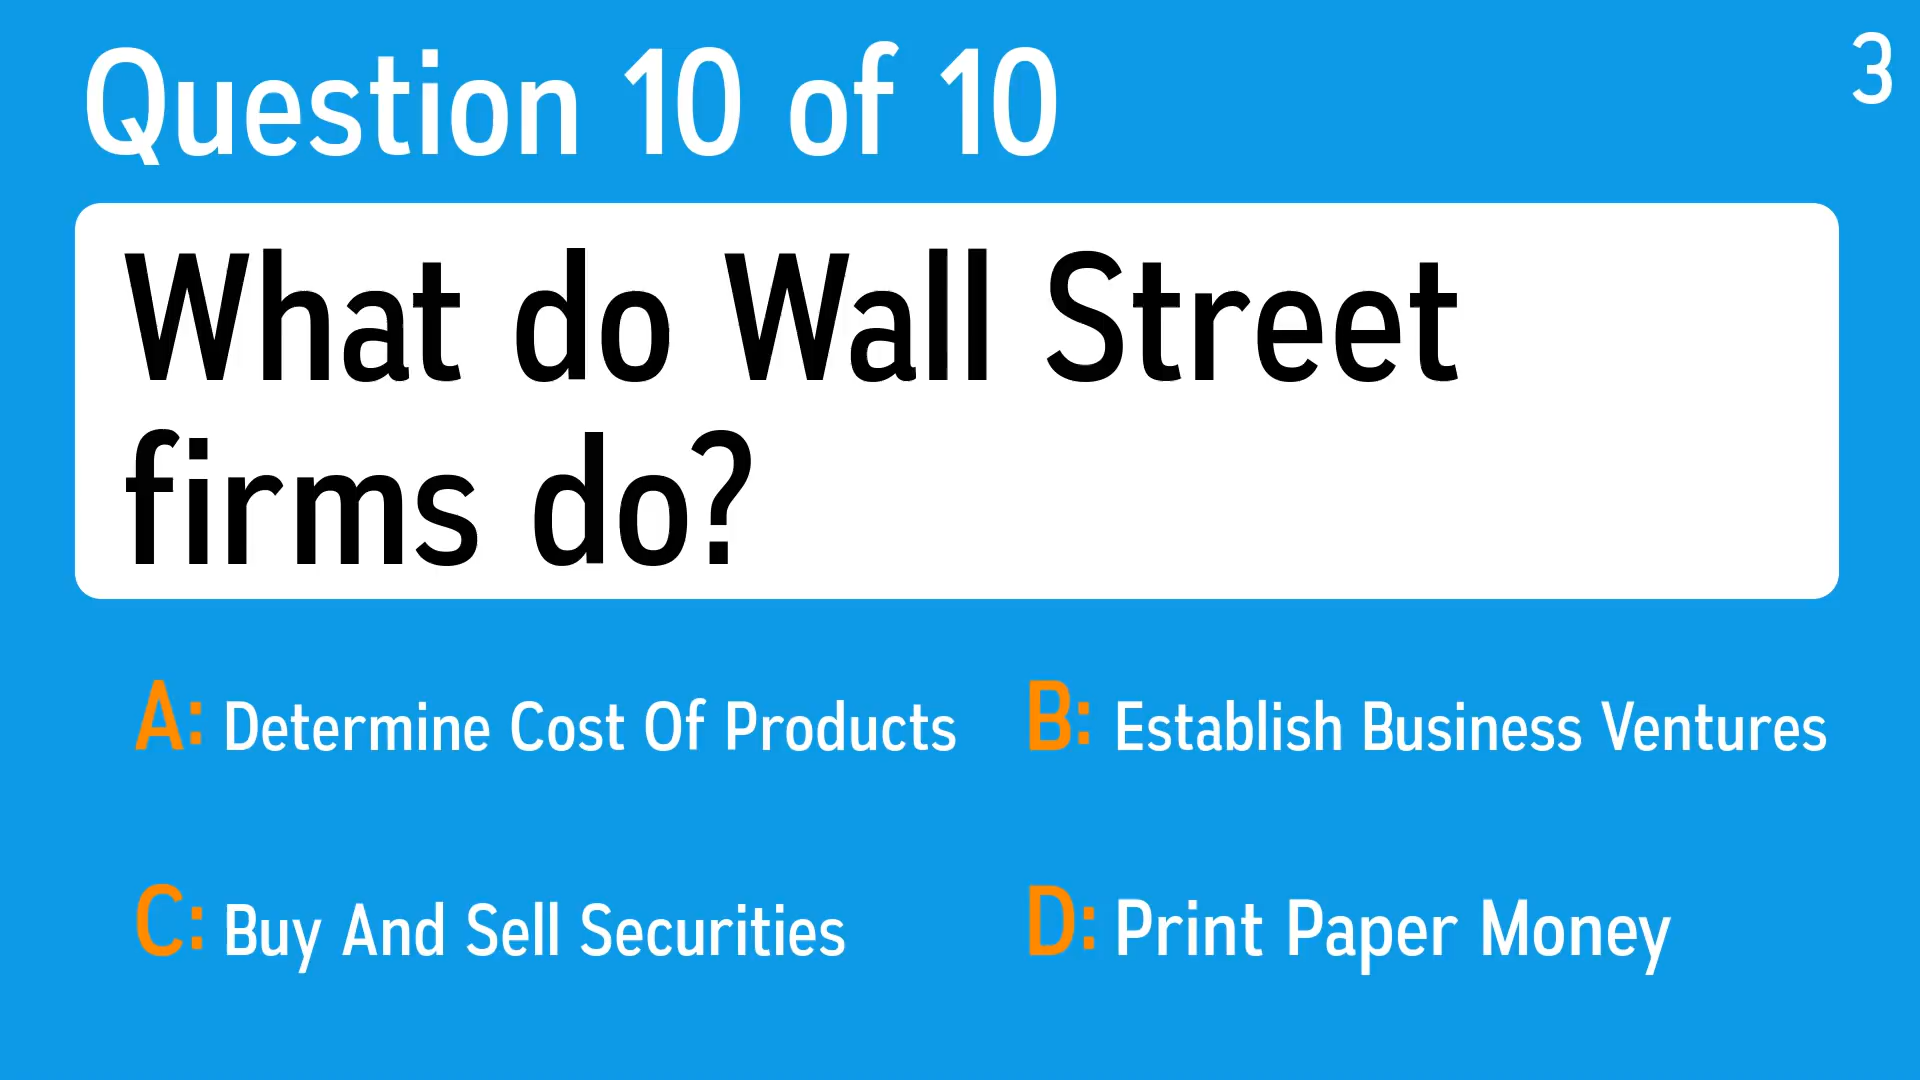 Question 10 of 10
3
What do Wall Street
firms do?
A: Determine Cost Of Products
B: Establish Business Ventures
C: Buy And Sell Securities
D: Print Paper Money